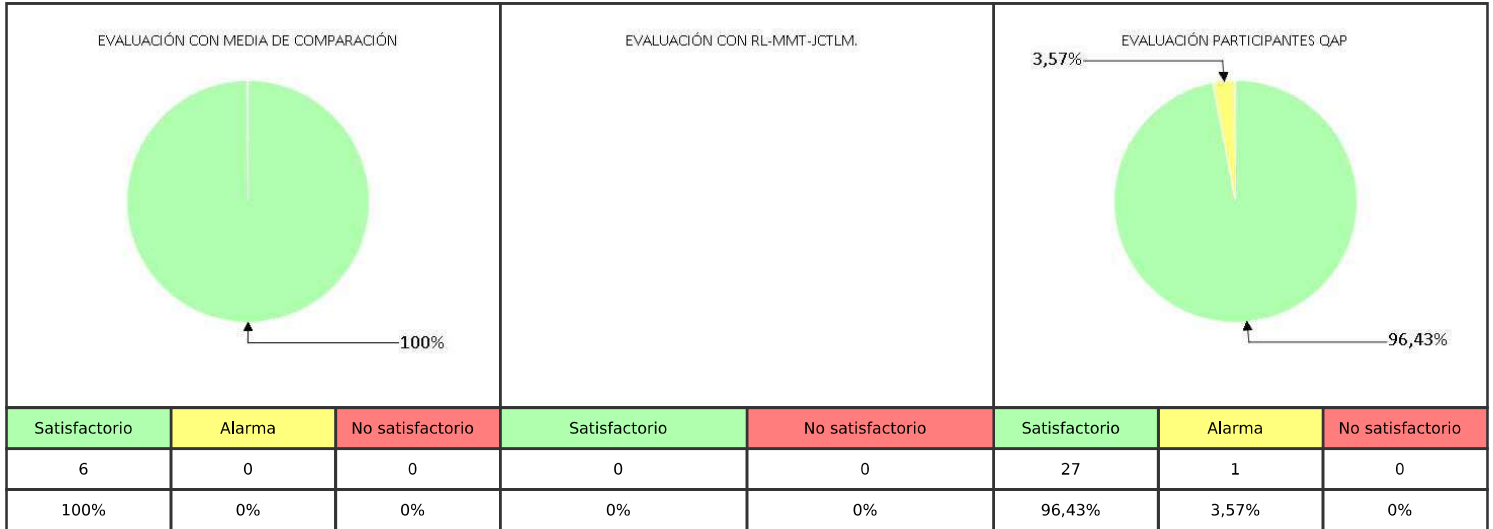 EVALUACIÓN CON MEDIA DE COMPARACIÓN
100%
EVALUACIÓN CON RL-MMT-JCTLM.
EVALUACIÓN PARTICIPANTES QAP
3,57%
96,43%
Satisfactorio Alarma No satisfactorio Satisfactorio No satisfactorio Satisfactorio Alarma No satisfactorio
6 0 0 0 0 27 1 0
100% 0% 0% 0% 0% 96,43% 3,57% 0%